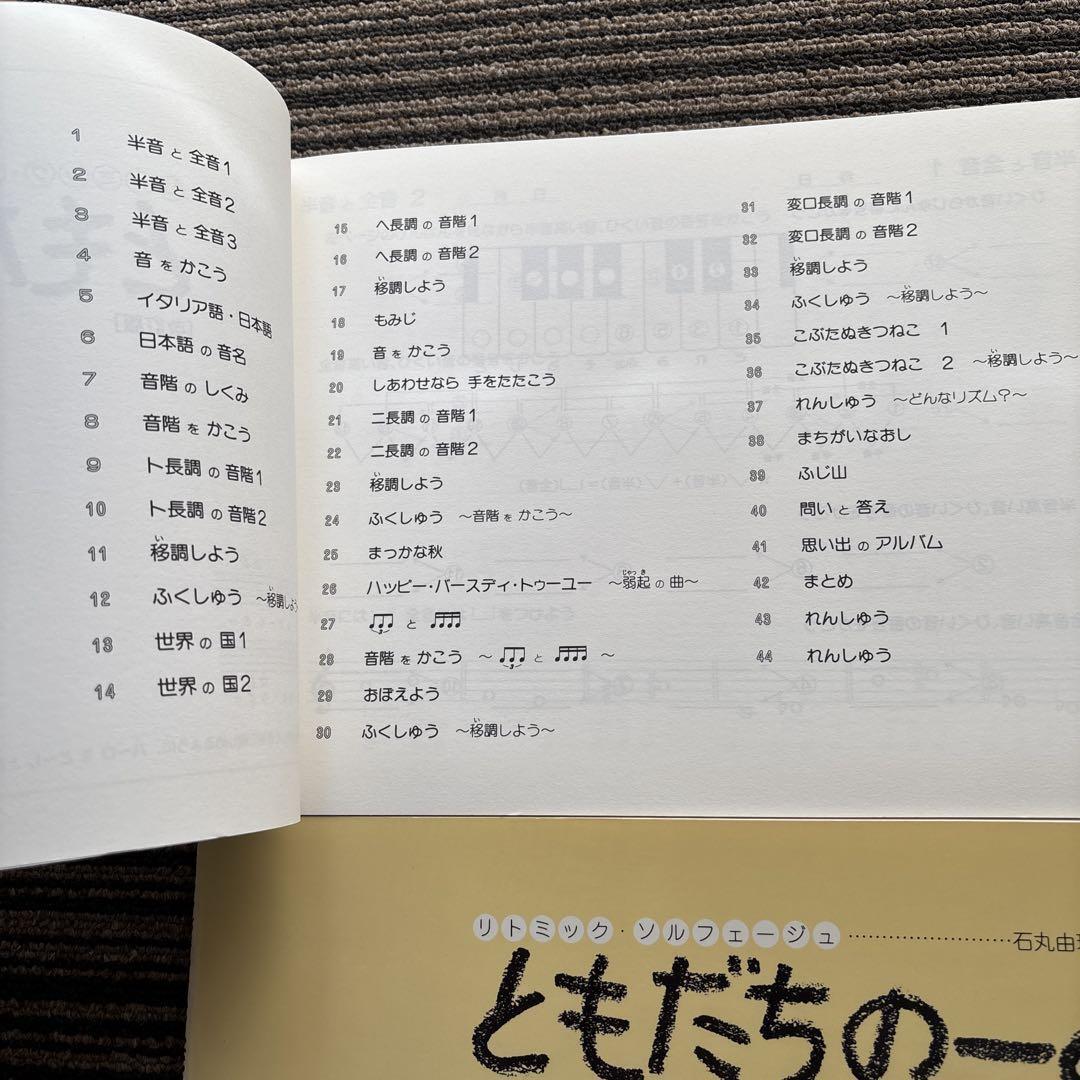 1 半音 と 全音1
2 半音 と 全音2
3 半音 と 全音3
4 音 を かこう
5 イタリア語・日本語
6 日本語 の 音名
7 音階 の しくみ
8 音階 を かこう
9 ト長調 の 音階1
10 ト長調 の 音階2
11 移調しよう
12 ふくしゅう ～移調しよう
13 世界 の 国1
14 世界 の 国2
15 ヘ長調 の 音階1
16 ヘ長調 の 音階2
17 移調しよう
18 もみじ
19 音 を かこう
20 しあわせなら 手をたたこう
21 ニ長調 の 音階1
22 ニ長調 の 音階2
23 移調しよう
24 ふくしゅう ～音階 を かこう～
25 まっかな秋
26 ハッピー・バースディ・トゥーユー ～弱起 の 曲～
27 と
28 音階 を かこう ～ と ～
29 おぼえよう
30 ふくしゅう ～移調しよう～
31 変ロ長調 の 音階1
32 変ロ長調 の 音階2
33 移調しよう
34 ふくしゅう ～移調しよう～
35 こぶたぬきつねこ 1
36 こぶたぬきつねこ 2 ～移調しよう～
37 れんしゅう ～どんなリズム?～
38 まちがいなおし
39 ふじ山
40 問い と 答え
41 思い出 の アルバム
42 まとめ
43 れんしゅう
44 れんしゅう
リトミック・ソルフェージュ……………………石丸由
ともだちのー